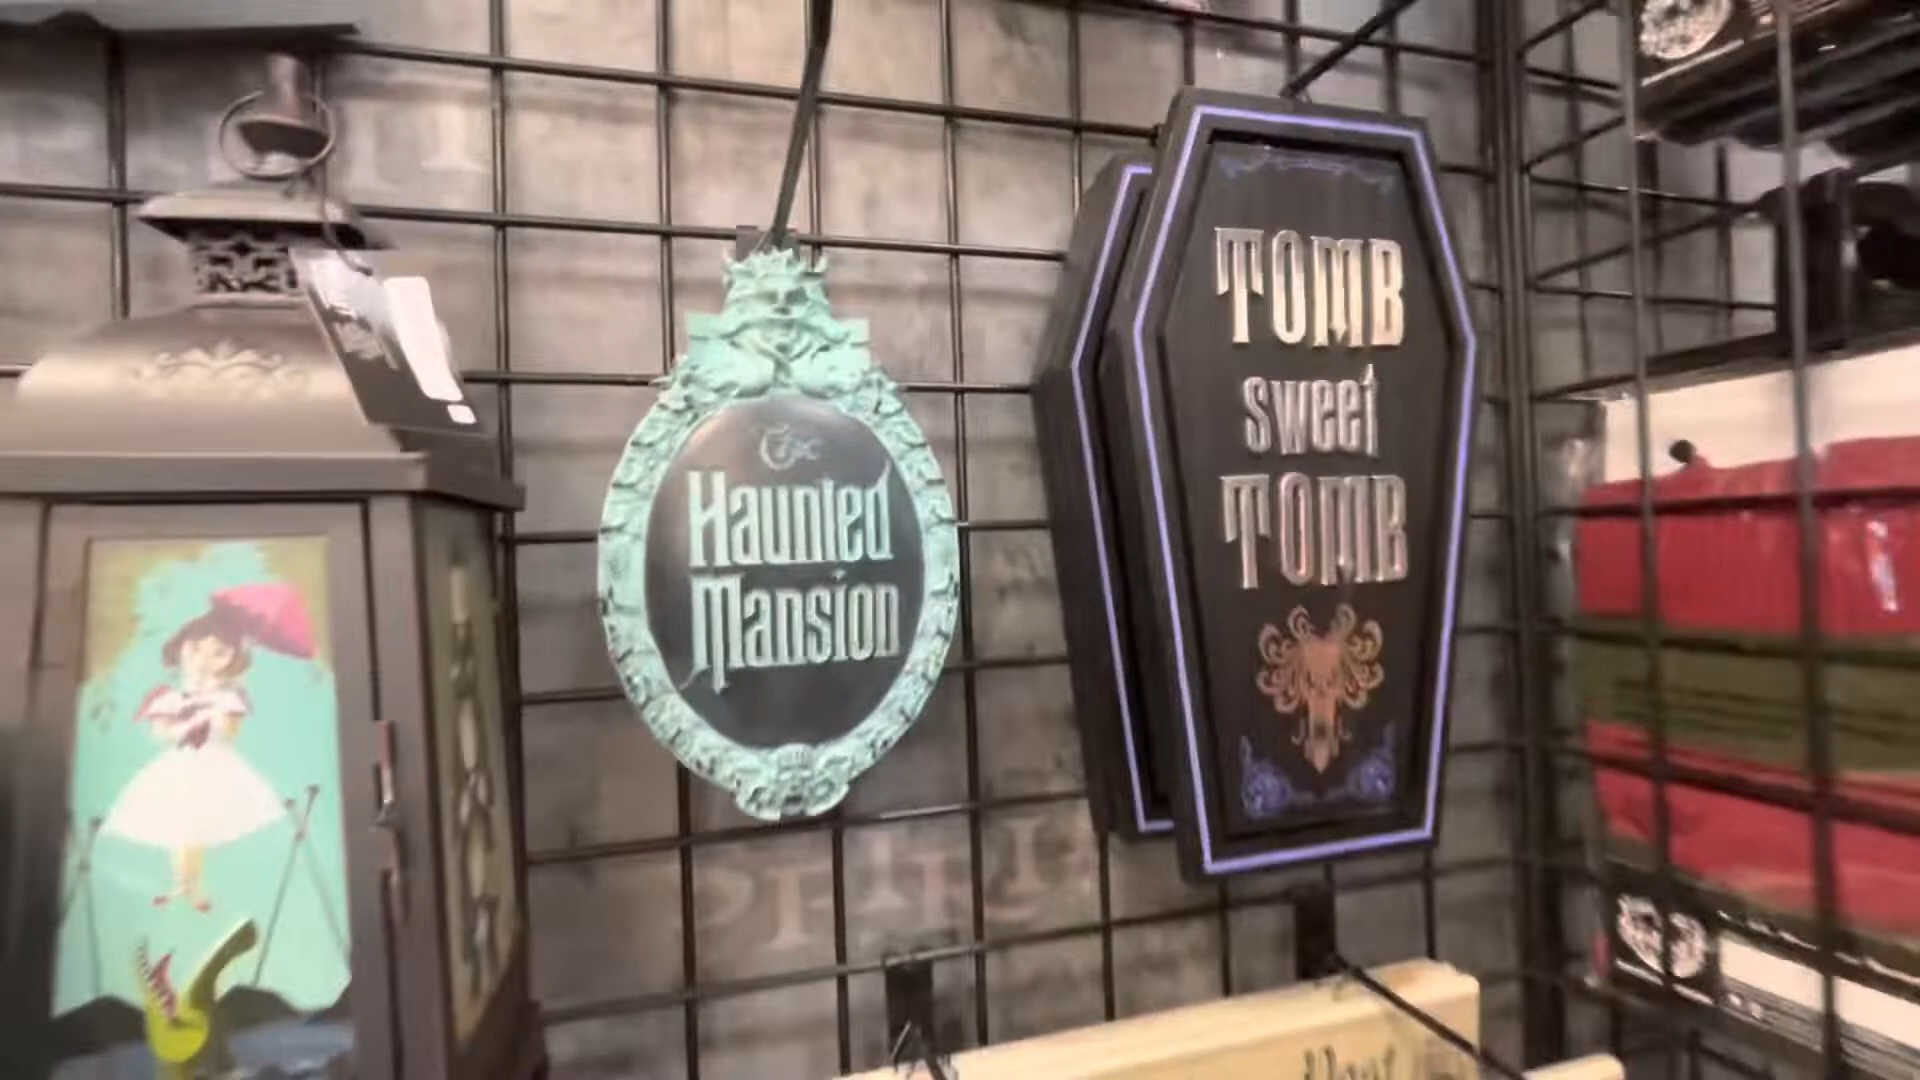 The
Haunted
Mansion
TOMB
sweet
TOMB